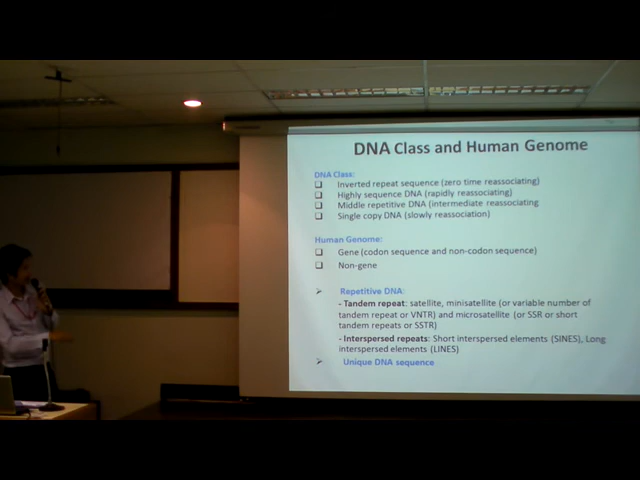 DNA Class and Human Genome
DNA Class:
Inverted repeat sequence (zero time reassociating)
Highly sequence DNA (rapidly reassociating)
Middle repetitive DNA (intermediate reassociating
Single copy DNA (slowly reassociation)
Human Genome:
Gene (codon sequence and non-codon sequence)
Non-gene
Repetitive DNA:
- Tandem repeat: satellite, minisatellite (or variable number of
tandem repeat or VNTR) and microsatellite (or SSR or short
tandem repeats or SSTR)
- Interspersed repeats: Short interspersed elements (SINES), Long
interspersed elements (LINES)
Unique DNA sequence